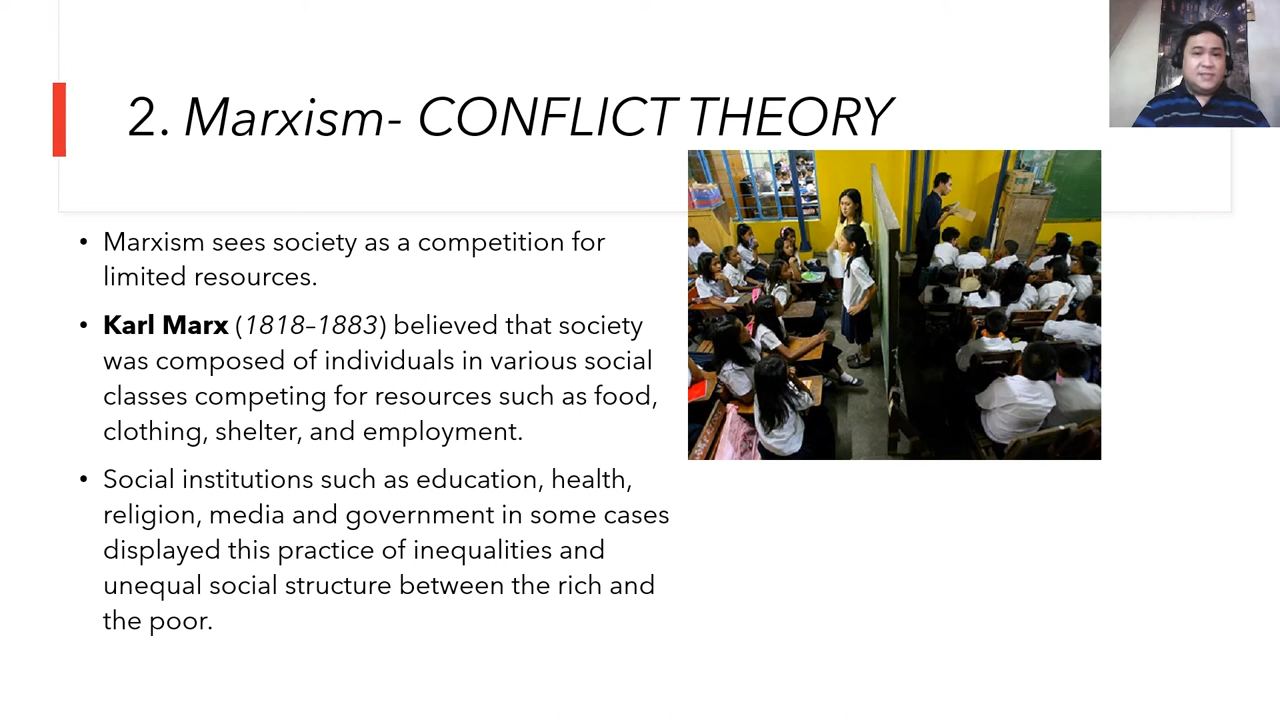 2. Marxism- CONFLICT THEORY
• Marxism sees society as a competition for
limited resources.
• Karl Marx (1818–1883) believed that society
was composed of individuals in various social
classes competing for resources such as food,
clothing, shelter, and employment.
• Social institutions such as education, health,
religion, media and government in some cases
displayed this practice of inequalities and
unequal social structure between the rich and
the poor.